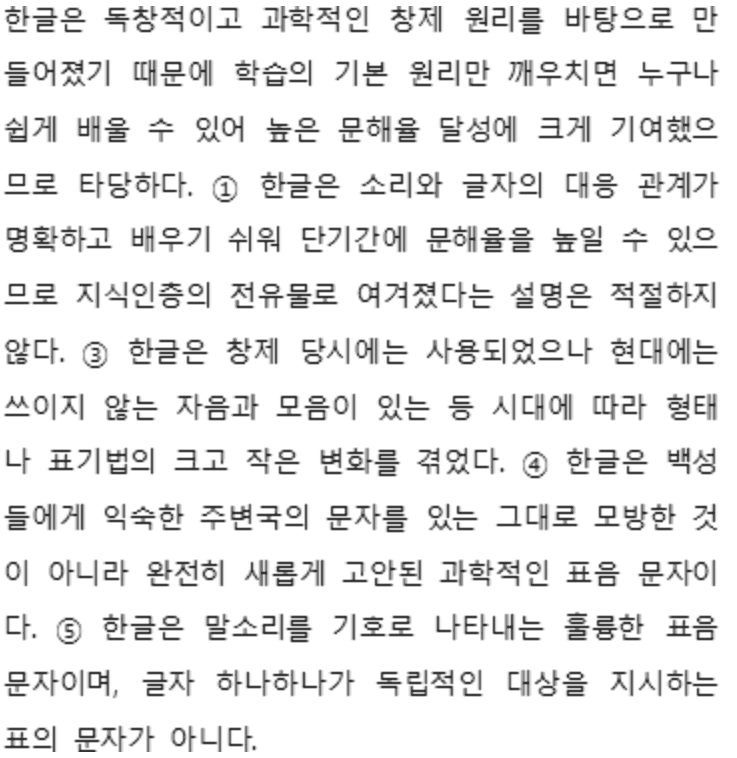 한글은 독창적이고 과학적인 창제 원리를 바탕으로 만
들어졌기 때문에 학습의 기본 원리만 깨우치면 누구나
쉽게 배울 수 있어 높은 문해율 달성에 크게 기여했으
므로 타당하다. ① 한글은 소리와 글자의 대응 관계가
명확하고 배우기 쉬워 단기간에 문해율을 높일 수 있으
므로 지식인층의 전유물로 여겨졌다는 설명은 적절하지
않다. ③ 한글은 창제 당시에는 사용되었으나 현대에는
쓰이지 않는 자음과 모음이 있는 등 시대에 따라 형태
나 표기법의 크고 작은 변화를 겪었다. ④ 한글은 백성
들에게 익숙한 주변국의 문자를 있는 그대로 모방한 것
이 아니라 완전히 새롭게 고안된 과학적인 표음 문자이
다. ⑤ 한글은 말소리를 기호로 나타내는 훌륭한 표음
문자이며, 글자 하나하나가 독립적인 대상을 지시하는
표의 문자가 아니다.